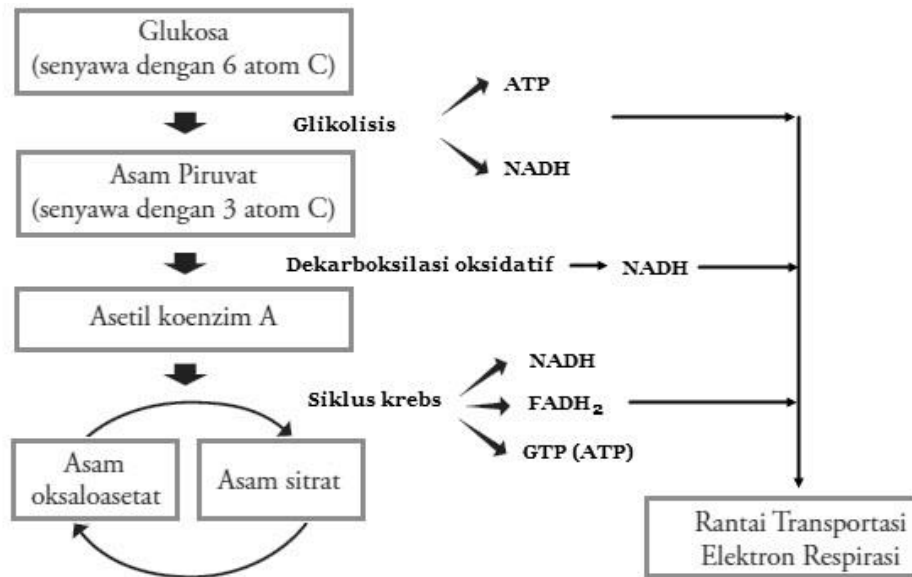 Glukosa
(senyawa dengan 6 atom C)
Glikolisis
ATP
NADH
Asam Piruvat
(senyawa dengan 3 atom C)
Dekarboksilasi oksidatif
NADH
Asetil koenzim A
Siklus krebs
NADH
FADH₂
GTP (ATP)
Asam
oksaloasetat
Asam sitrat
Rantai Transportasi
Elektron Respirasi